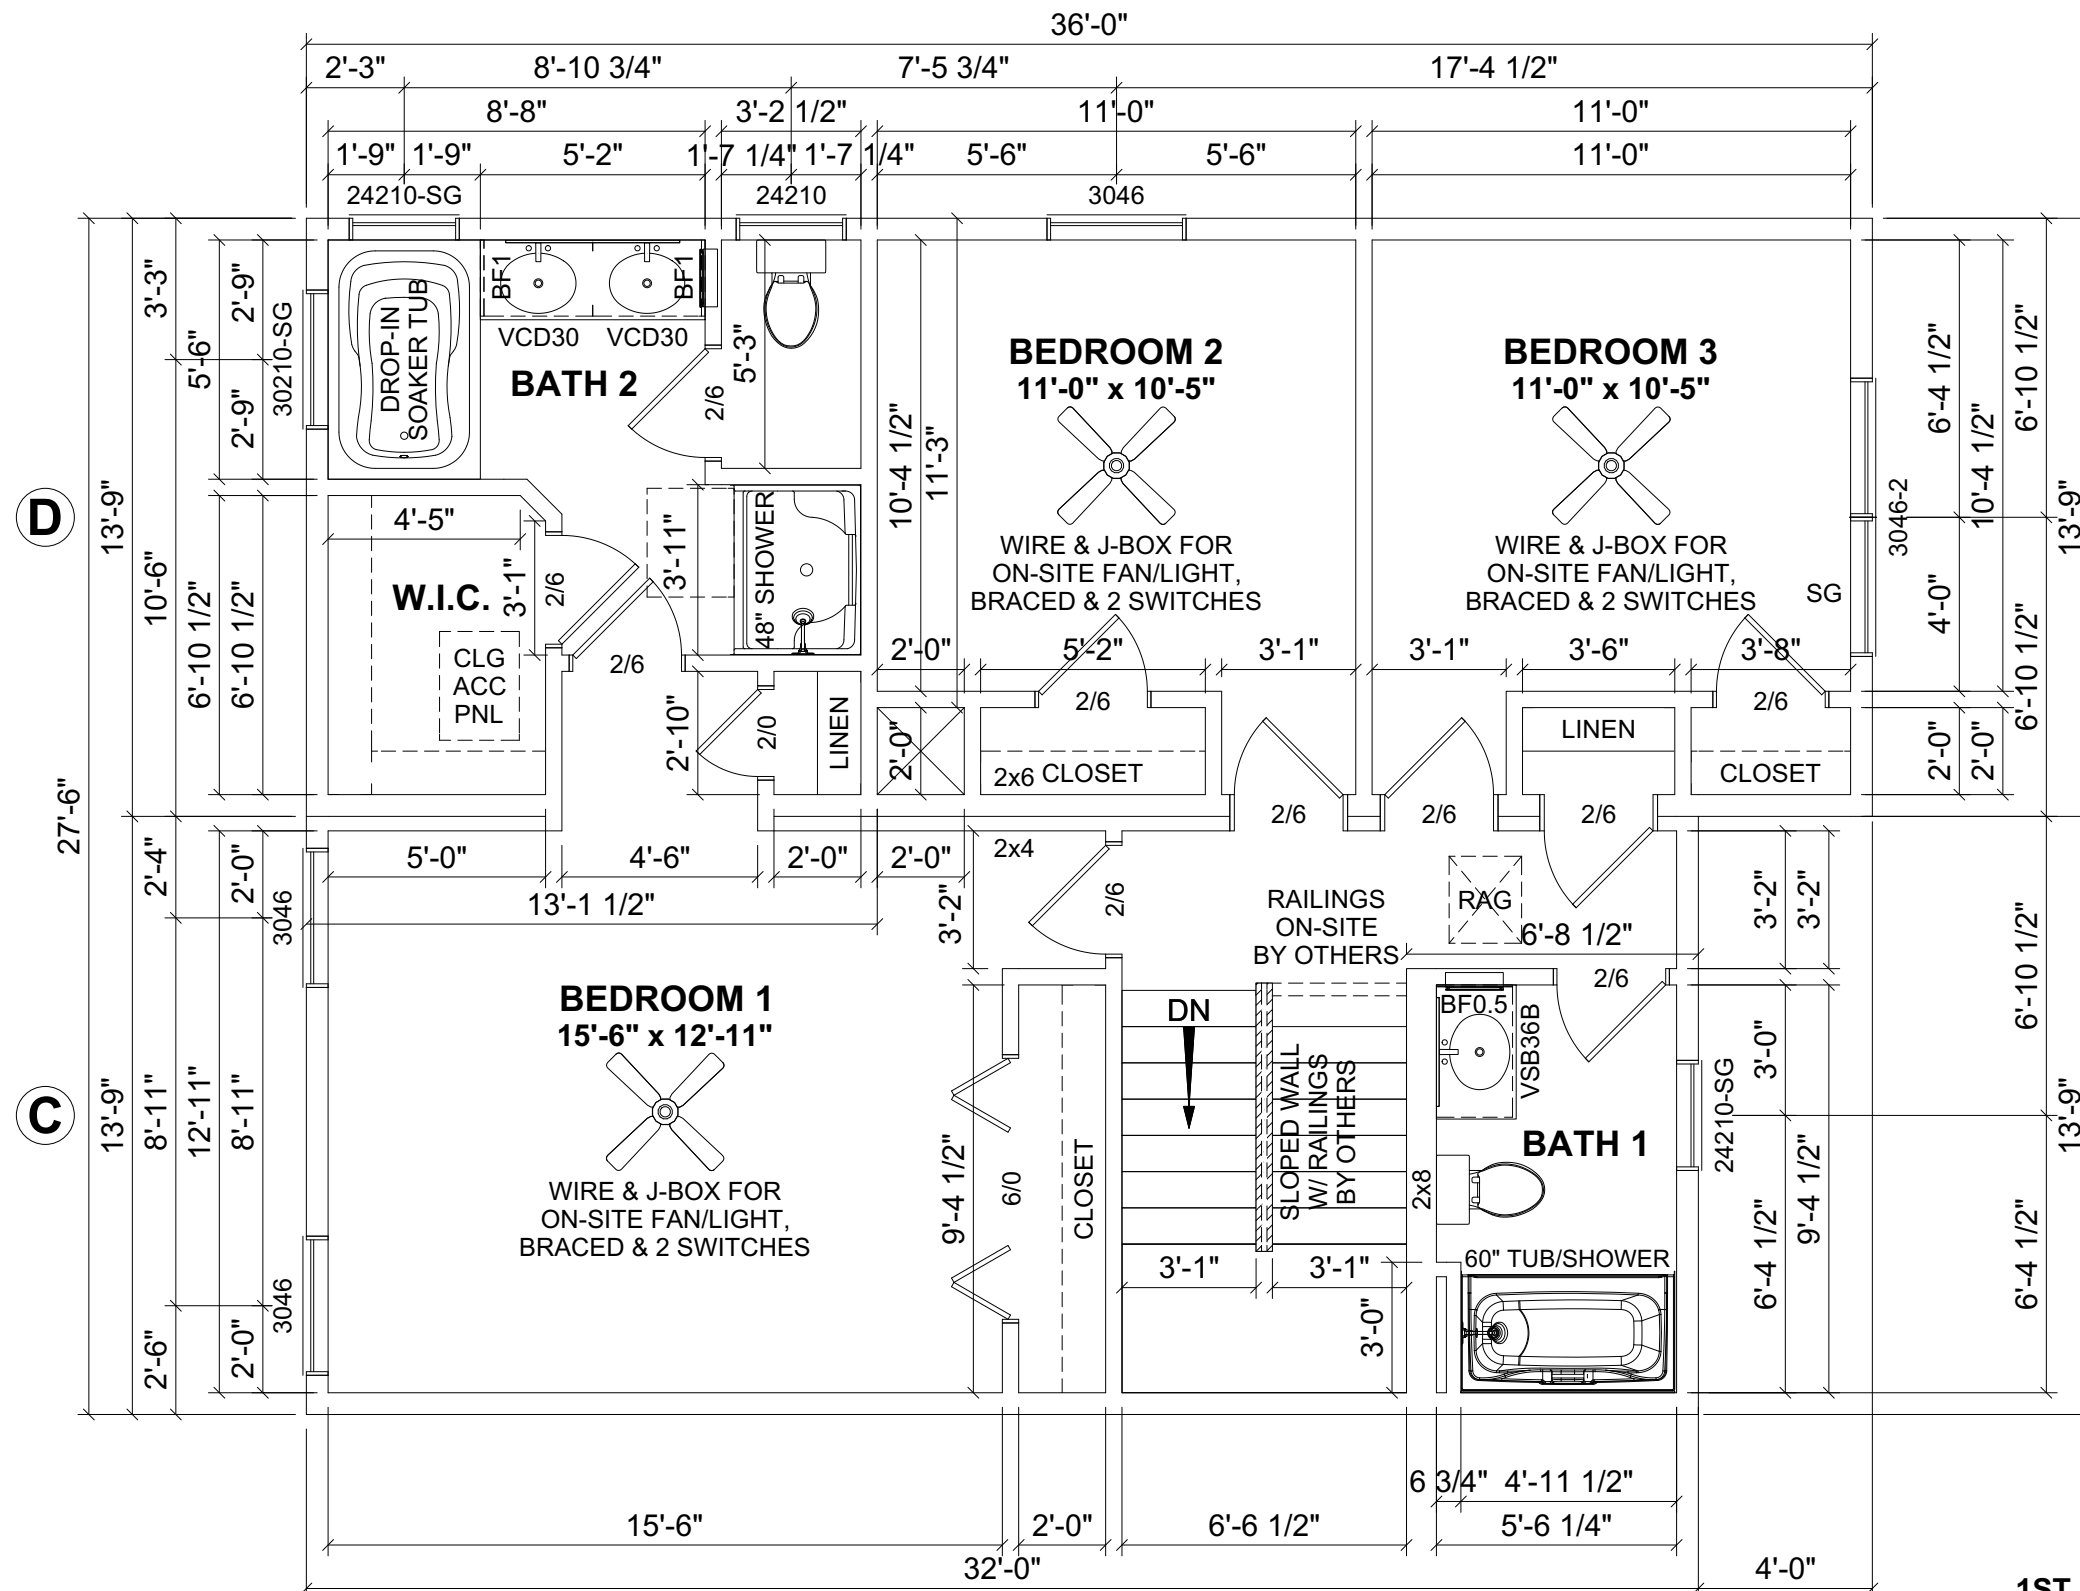 36'-0"
2'-3" 8'-10 3/4" 7'-5 3/4" 17'-4 1/2"
8'-8" 3'-2 1/2" 11'-0" 11'-0"
1'-9" 1'-9" 5'-2" 1'-7 1/4" 1'-7 1/4" 5'-6" 5'-6" 11'-0"
24210-SG 24210 3046
27'-6"
13'-9"
13'-9"
3'-3"
10'-6"
2'-4"
8'-11"
2'-6"
5'-6"
6'-10 1/2"
12'-11"
2'-9"
2'-9"
6'-10 1/2"
2'-0"
8'-11"
2'-0"
30210-SG
3046
3046
D
C
DROP-IN
SOAKER TUB
BF1
BF1
VCD30 VCD30
BATH 2
2/6
5'-3"
4'-5"
W.I.C.
3'-1"
2/6
CLG
ACC
PNL
2/6
3'-11"
48" SHOWER
2'-10"
2/0
LINEN
BEDROOM 2
11'-0" x 10'-5"
WIRE & J-BOX FOR
ON-SITE FAN/LIGHT,
BRACED & 2 SWITCHES
10'-4 1/2"
11'-3"
2'-0" 5'-2" 3'-1"
2/6
2'-0"
2x6 CLOSET
BEDROOM 3
11'-0" x 10'-5"
WIRE & J-BOX FOR
ON-SITE FAN/LIGHT,
BRACED & 2 SWITCHES
SG
3'-1" 3'-6" 3'-8"
2/6
LINEN
CLOSET
3046-2
6'-4 1/2"
4'-0"
2'-0"
10'-4 1/2"
2'-0"
6'-10 1/2"
6'-10 1/2"
13'-9"
2/6 2/6 2/6
5'-0" 4'-6" 2'-0" 2'-0"
13'-1 1/2"
2x4
2/6
3'-2"
RAILINGS
ON-SITE
BY OTHERS
RAG
6'-8 1/2"
3'-2"
3'-2"
BEDROOM 1
15'-6" x 12'-11"
WIRE & J-BOX FOR
ON-SITE FAN/LIGHT,
BRACED & 2 SWITCHES
9'-4 1/2"
6/0
CLOSET
DN
SLOPED WALL
W/ RAILINGS
BY OTHERS
3'-1" 3'-1"
3'-0"
2x8
BF0.5
VSB36B
2/6
BATH 1
24210-SG
60" TUB/SHOWER
3'-0"
6'-4 1/2"
9'-4 1/2"
6'-10 1/2"
6'-4 1/2"
13'-9"
6 3/4" 4'-11 1/2"
15'-6" 2'-0" 6'-6 1/2" 5'-6 1/4"
32'-0" 4'-0"
1ST